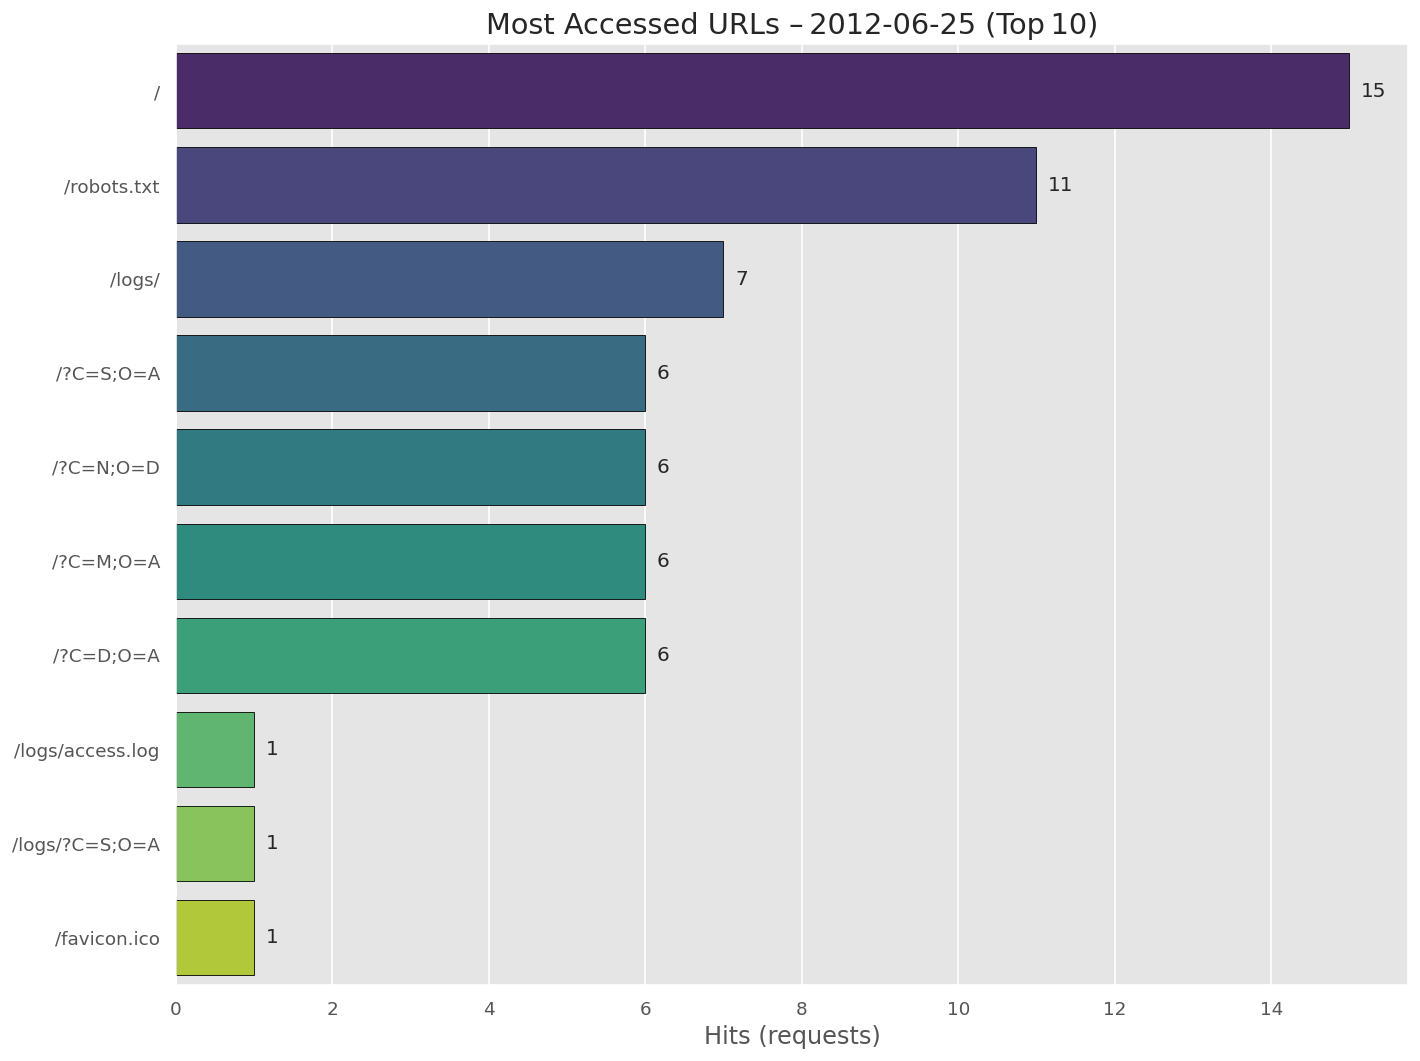 Most Accessed URLs – 2012-06-25 (Top 10)
/ 15
/robots.txt 11
/logs/ 7
/?C=S;O=A 6
/?C=N;O=D 6
/?C=M;O=A 6
/?C=D;O=A 6
/logs/access.log 1
/logs/?C=S;O=A 1
/favicon.ico 1
0 2 4 6 8 10 12 14
Hits (requests)